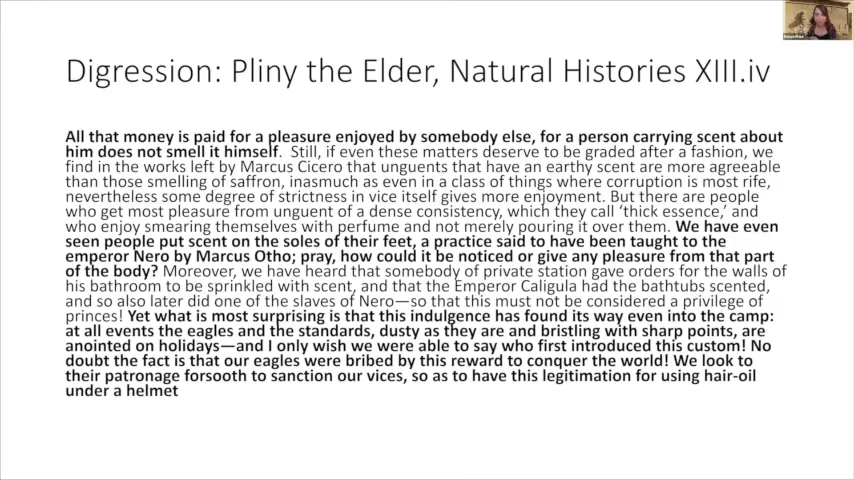 Digression: Pliny the Elder, Natural Histories XIII.iv
All that money is paid for a pleasure enjoyed by somebody else, for a person carrying scent about
him does not smell it himself. Still, if even these matters deserve to be graded after a fashion, we
find in the works left by Marcus Cicero that unguents that have an earthy scent are more agreeable
than those smelling of saffron, inasmuch as even in a class of things where corruption is most rife,
nevertheless some degree of strictness in vice itself gives more enjoyment. But there are people
who get most pleasure from unguent of a dense consistency, which they call ‘thick essence,’ and
who enjoy smearing themselves with perfume and not merely pouring it over them. We have even
seen people put scent on the soles of their feet, a practice said to have been taught to the
emperor Nero by Marcus Otho; pray, how could it be noticed or give any pleasure from that part
of the body? Moreover, we have heard that somebody of private station gave orders for the walls of
his bathroom to be sprinkled with scent, and that the Emperor Caligula had the bathtubs scented,
and so also later did one of the slaves of Nero—so that this must not be considered a privilege of
princes! Yet what is most surprising is that this indulgence has found its way even into the camp:
at all events the eagles and the standards, dusty as they are and bristling with sharp points, are
anointed on holidays—and I only wish we were able to say who first introduced this custom! No
doubt the fact is that our eagles were bribed by this reward to conquer the world! We look to
their patronage forsooth to sanction our vices, so as to have this legitimation for using hair-oil
under a helmet